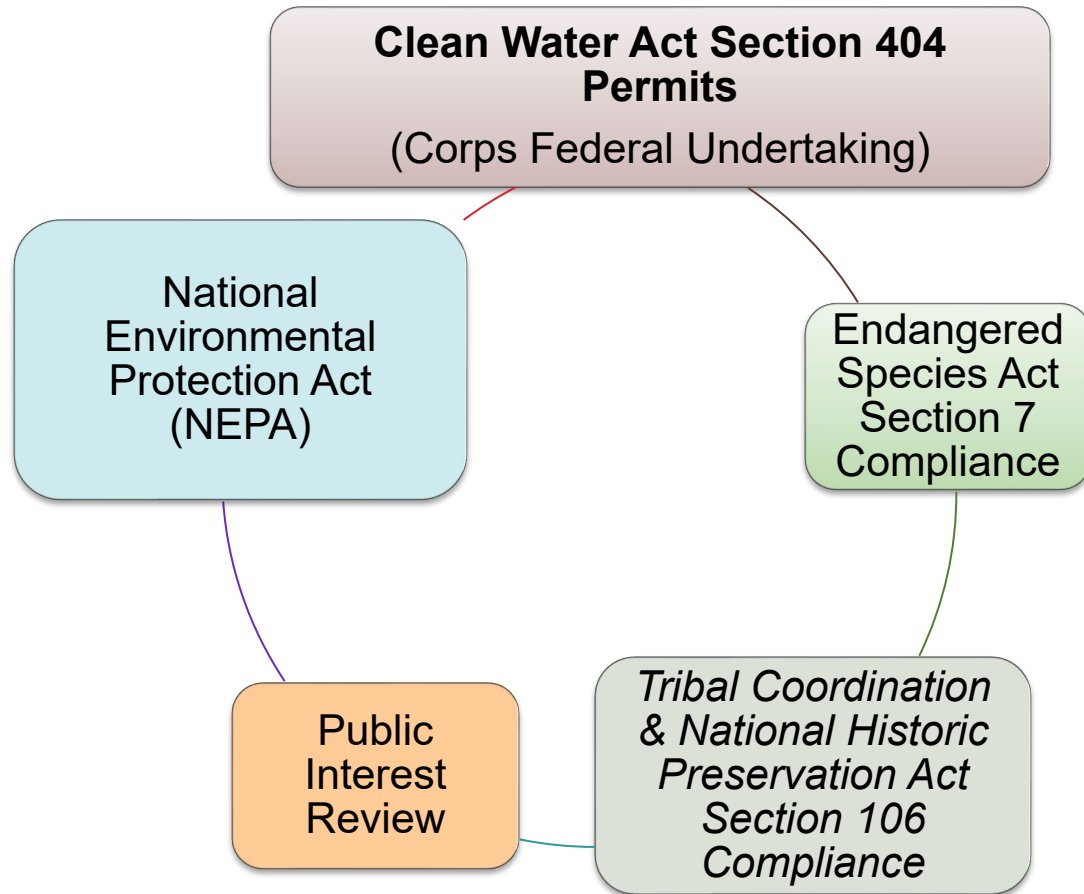 Clean Water Act Section 404
Permits
(Corps Federal Undertaking)
National
Environmental
Protection Act
(NEPA)
Endangered
Species Act
Section 7
Compliance
Public
Interest
Review
Tribal Coordination
& National Historic
Preservation Act
Section 106
Compliance